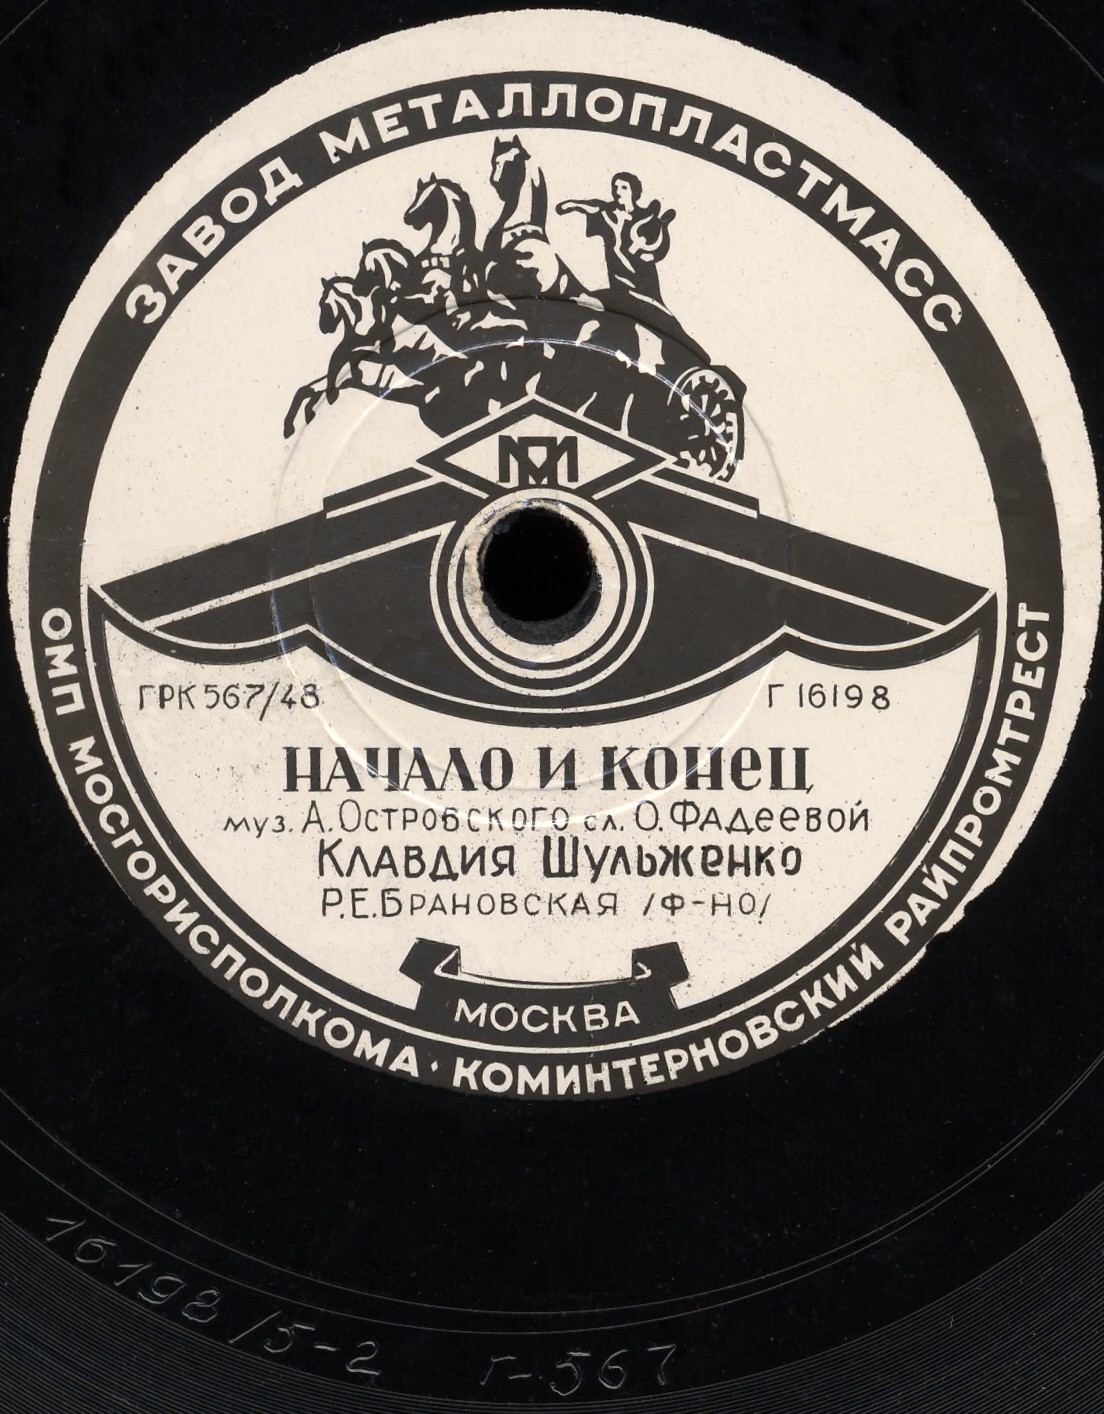 ЗАВОД МЕТАЛЛОПЛАСТМАСС
МПМ
ГРК 567/48
Г 16198
НАЧАЛО И КОНЕЦ
муз. А. Островского сл. О. Фадеевой
Клавдия Шульженко
Р.Е. Брановская /ф-но/
МОСКВА
ОМП МОСГОРИСПОЛКОМА · КОМИНТЕРНОВСКИЙ РАЙПРОМТРЕСТ
16198/5-2 г-567